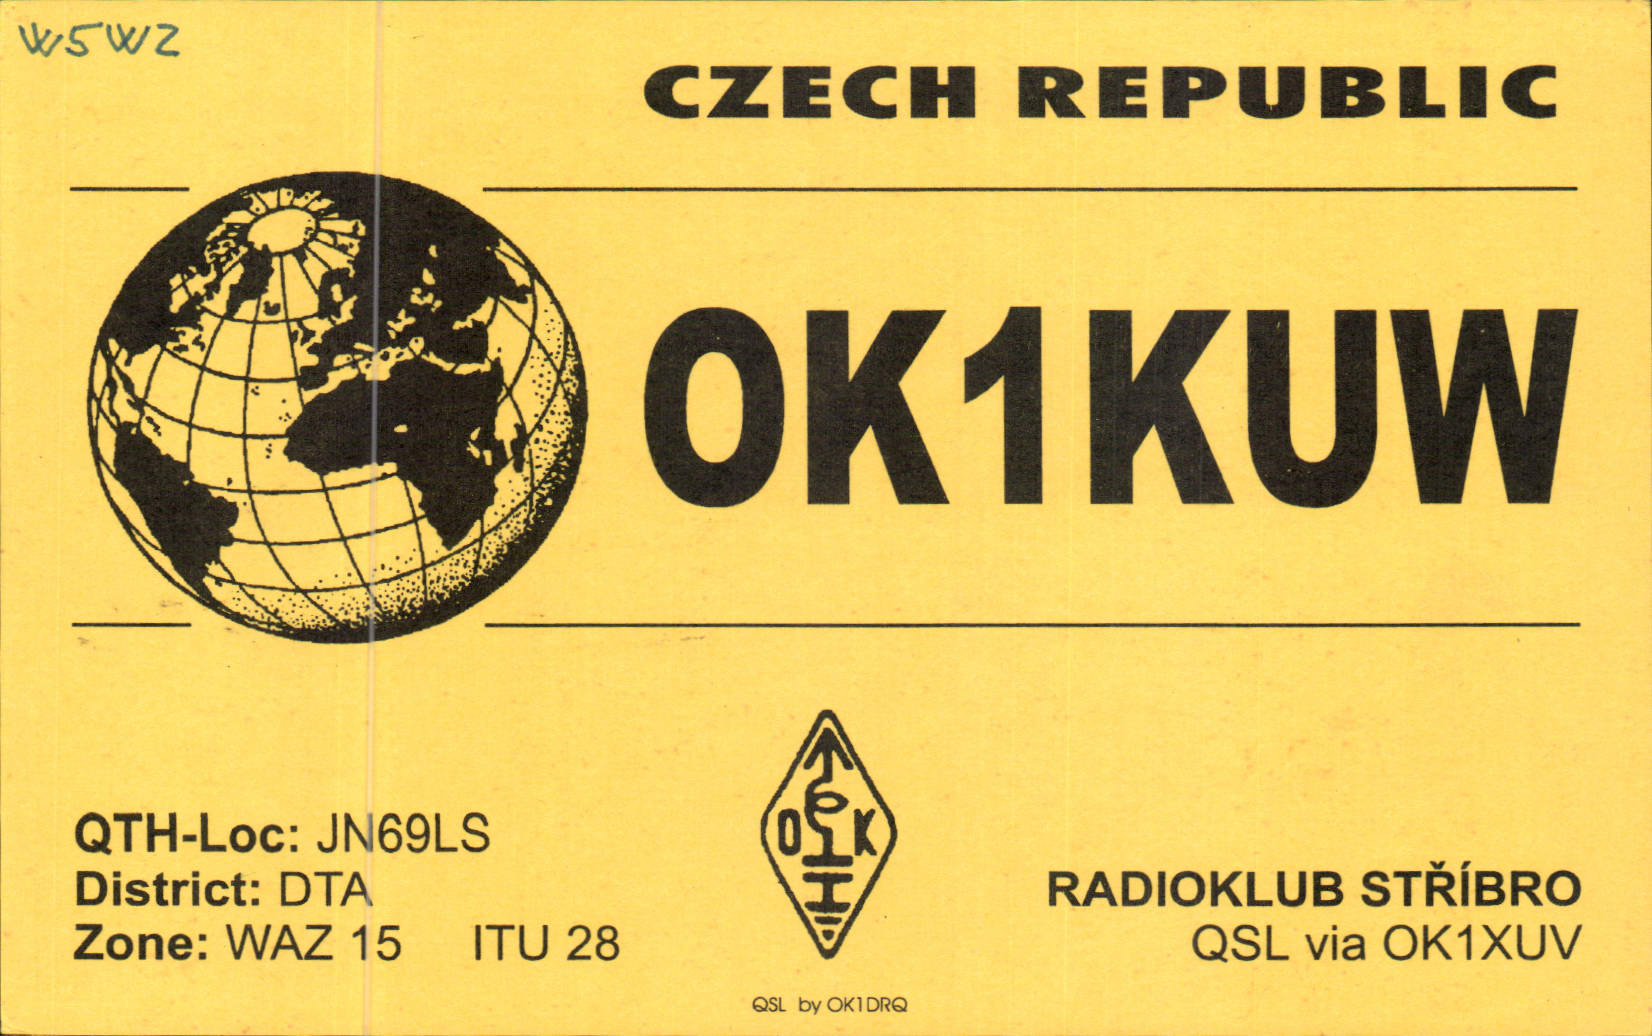 W5WZ
CZECH REPUBLIC
OK1KUW
OK
QTH-Loc: JN69LS
District: DTA
Zone: WAZ 15 ITU 28
RADIOKLUB STŘÍBRO
QSL via OK1XUV
QSL by OK1DRQ